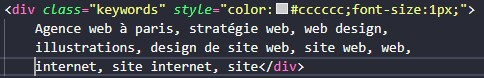 <div class="keywords" style="color:#cccccc;font-size:1px;">
Agence web à paris, stratégie web, web design,
illustrations, design de site web, site web, web,
internet, site internet, site</div>